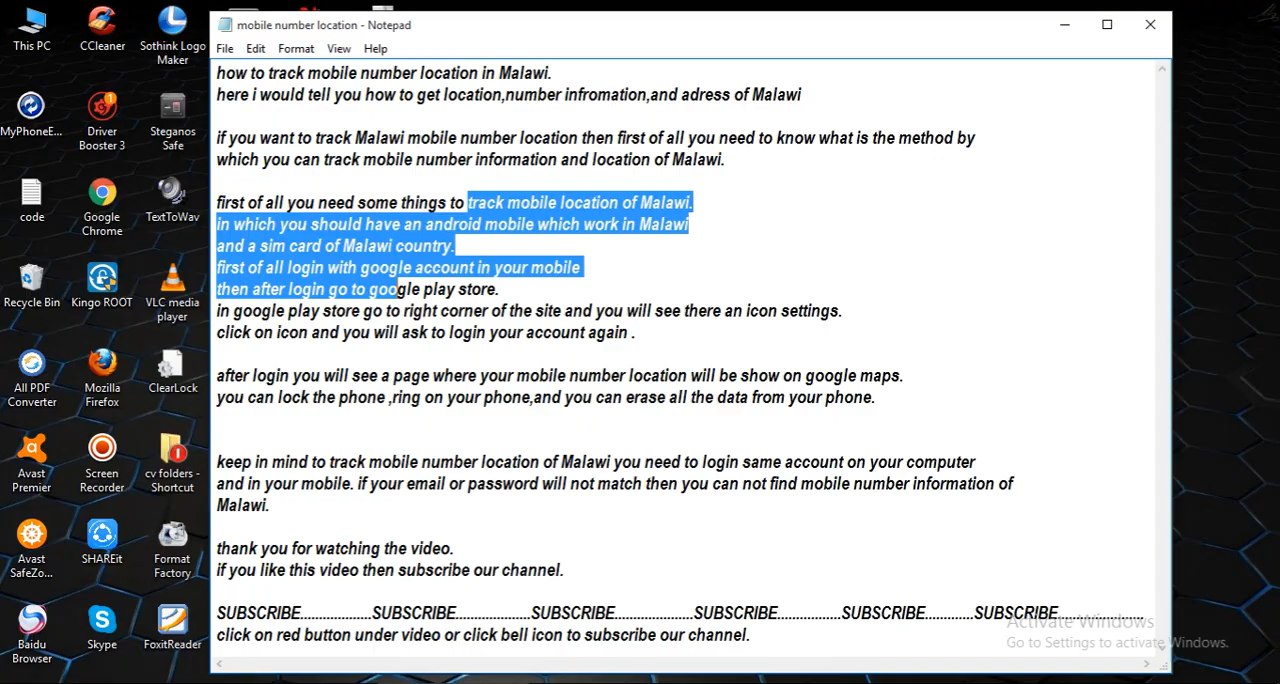 mobile number location - Notepad
File Edit Format View Help
how to track mobile number location in Malawi.
here i would tell you how to get location,number infromation,and adress of Malawi
if you want to track Malawi mobile number location then first of all you need to know what is the method by
which you can track mobile number information and location of Malawi.
first of all you need some things to track mobile location of Malawi.
in which you should have an android mobile which work in Malawi
and a sim card of Malawi country.
first of all login with google account in your mobile
then after login go to google play store.
in google play store go to right corner of the site and you will see there an icon settings.
click on icon and you will ask to login your account again .
after login you will see a page where your mobile number location will be show on google maps.
you can lock the phone ,ring on your phone,and you can erase all the data from your phone.
keep in mind to track mobile number location of Malawi you need to login same account on your computer
and in your mobile. if your email or password will not match then you can not find mobile number information of
Malawi.
thank you for watching the video.
if you like this video then subscribe our channel.
SUBSCRIBE..................SUBSCRIBE....................SUBSCRIBE.....................SUBSCRIBE.................SUBSCRIBE.............SUBSCRIBE.......................
click on red button under video or click bell icon to subscribe our channel.
Activate Windows
Go to Settings to activate Windows.
This PC
CCleaner
Sothink Logo
Maker
MyPhoneE...
Driver
Booster 3
Steganos
Safe
code
Google
Chrome
TextToWav
Recycle Bin
Kingo ROOT
VLC media
player
All PDF
Converter
Mozilla
Firefox
ClearLock
Avast
Premier
Screen
Recorder
cv folders -
Shortcut
Avast
SafeZo...
SHAREit
Format
Factory
Baidu
Browser
Skype
FoxitReader